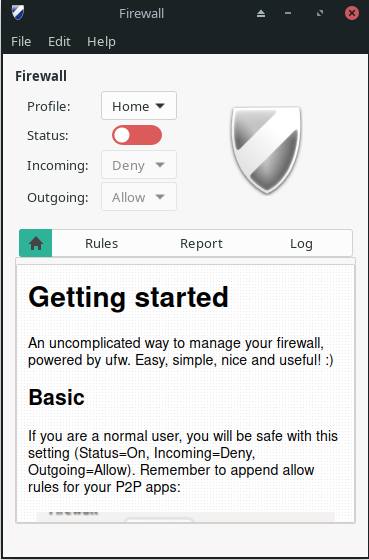 Firewall
File Edit Help
Firewall
Profile: Home
Status:
Incoming: Deny
Outgoing: Allow
Rules Report Log
Getting started
An uncomplicated way to manage your firewall,
powered by ufw. Easy, simple, nice and useful! :)
Basic
If you are a normal user, you will be safe with this
setting (Status=On, Incoming=Deny,
Outgoing=Allow). Remember to append allow
rules for your P2P apps: